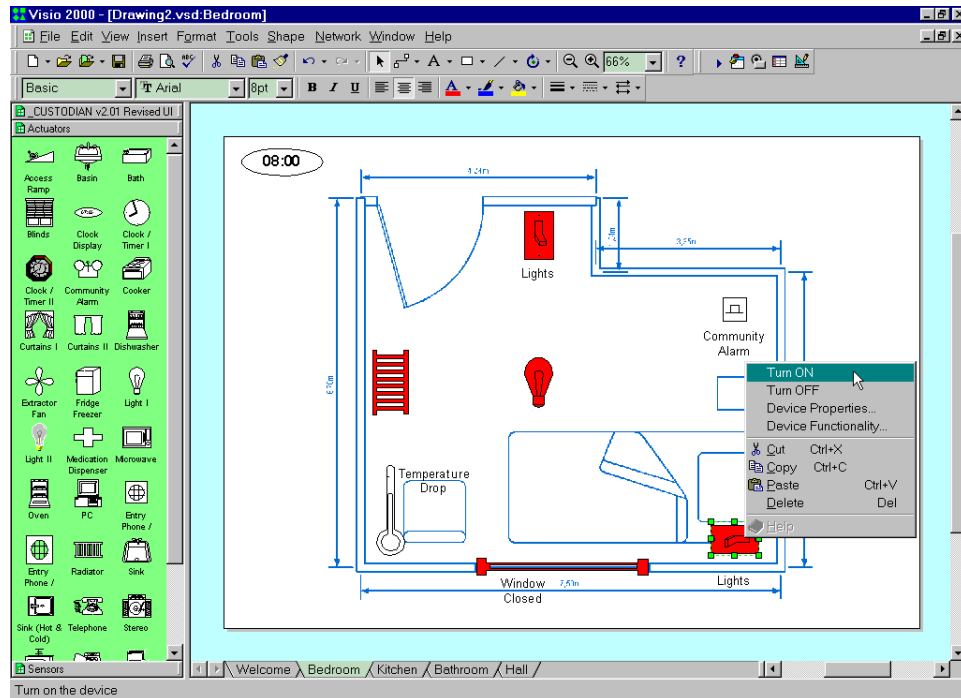 Visio 2000 - [Drawing2.vsd:Bedroom]
File Edit View Insert Format Tools Shape Network Window Help
66%
Basic
Arial
8pt
B I U
_CUSTODIAN v2.01 Revised UI
Actuators
Access Ramp
Basin
Bath
Blinds
Clock Display
Clock / Timer I
Clock / Timer II
Community Alarm
Cooker
Curtains I
Curtains II
Dishwasher
Extractor Fan
Fridge Freezer
Light I
Light II
Medication Dispenser
Microwave
Oven
PC
Entry Phone /
Entry Phone /
Radiator
Sink
Sink (Hot & Cold)
Telephone
Stereo
Sensors
08:00
Lights
Community
Alarm
Turn ON
Turn OFF
Device Properties...
Device Functionality...
Cut Ctrl+X
Copy Ctrl+C
Paste Ctrl+V
Delete Del
Help
Temperature
Drop
Window
Closed
Lights
Welcome Bedroom Kitchen Bathroom Hall
Turn on the device